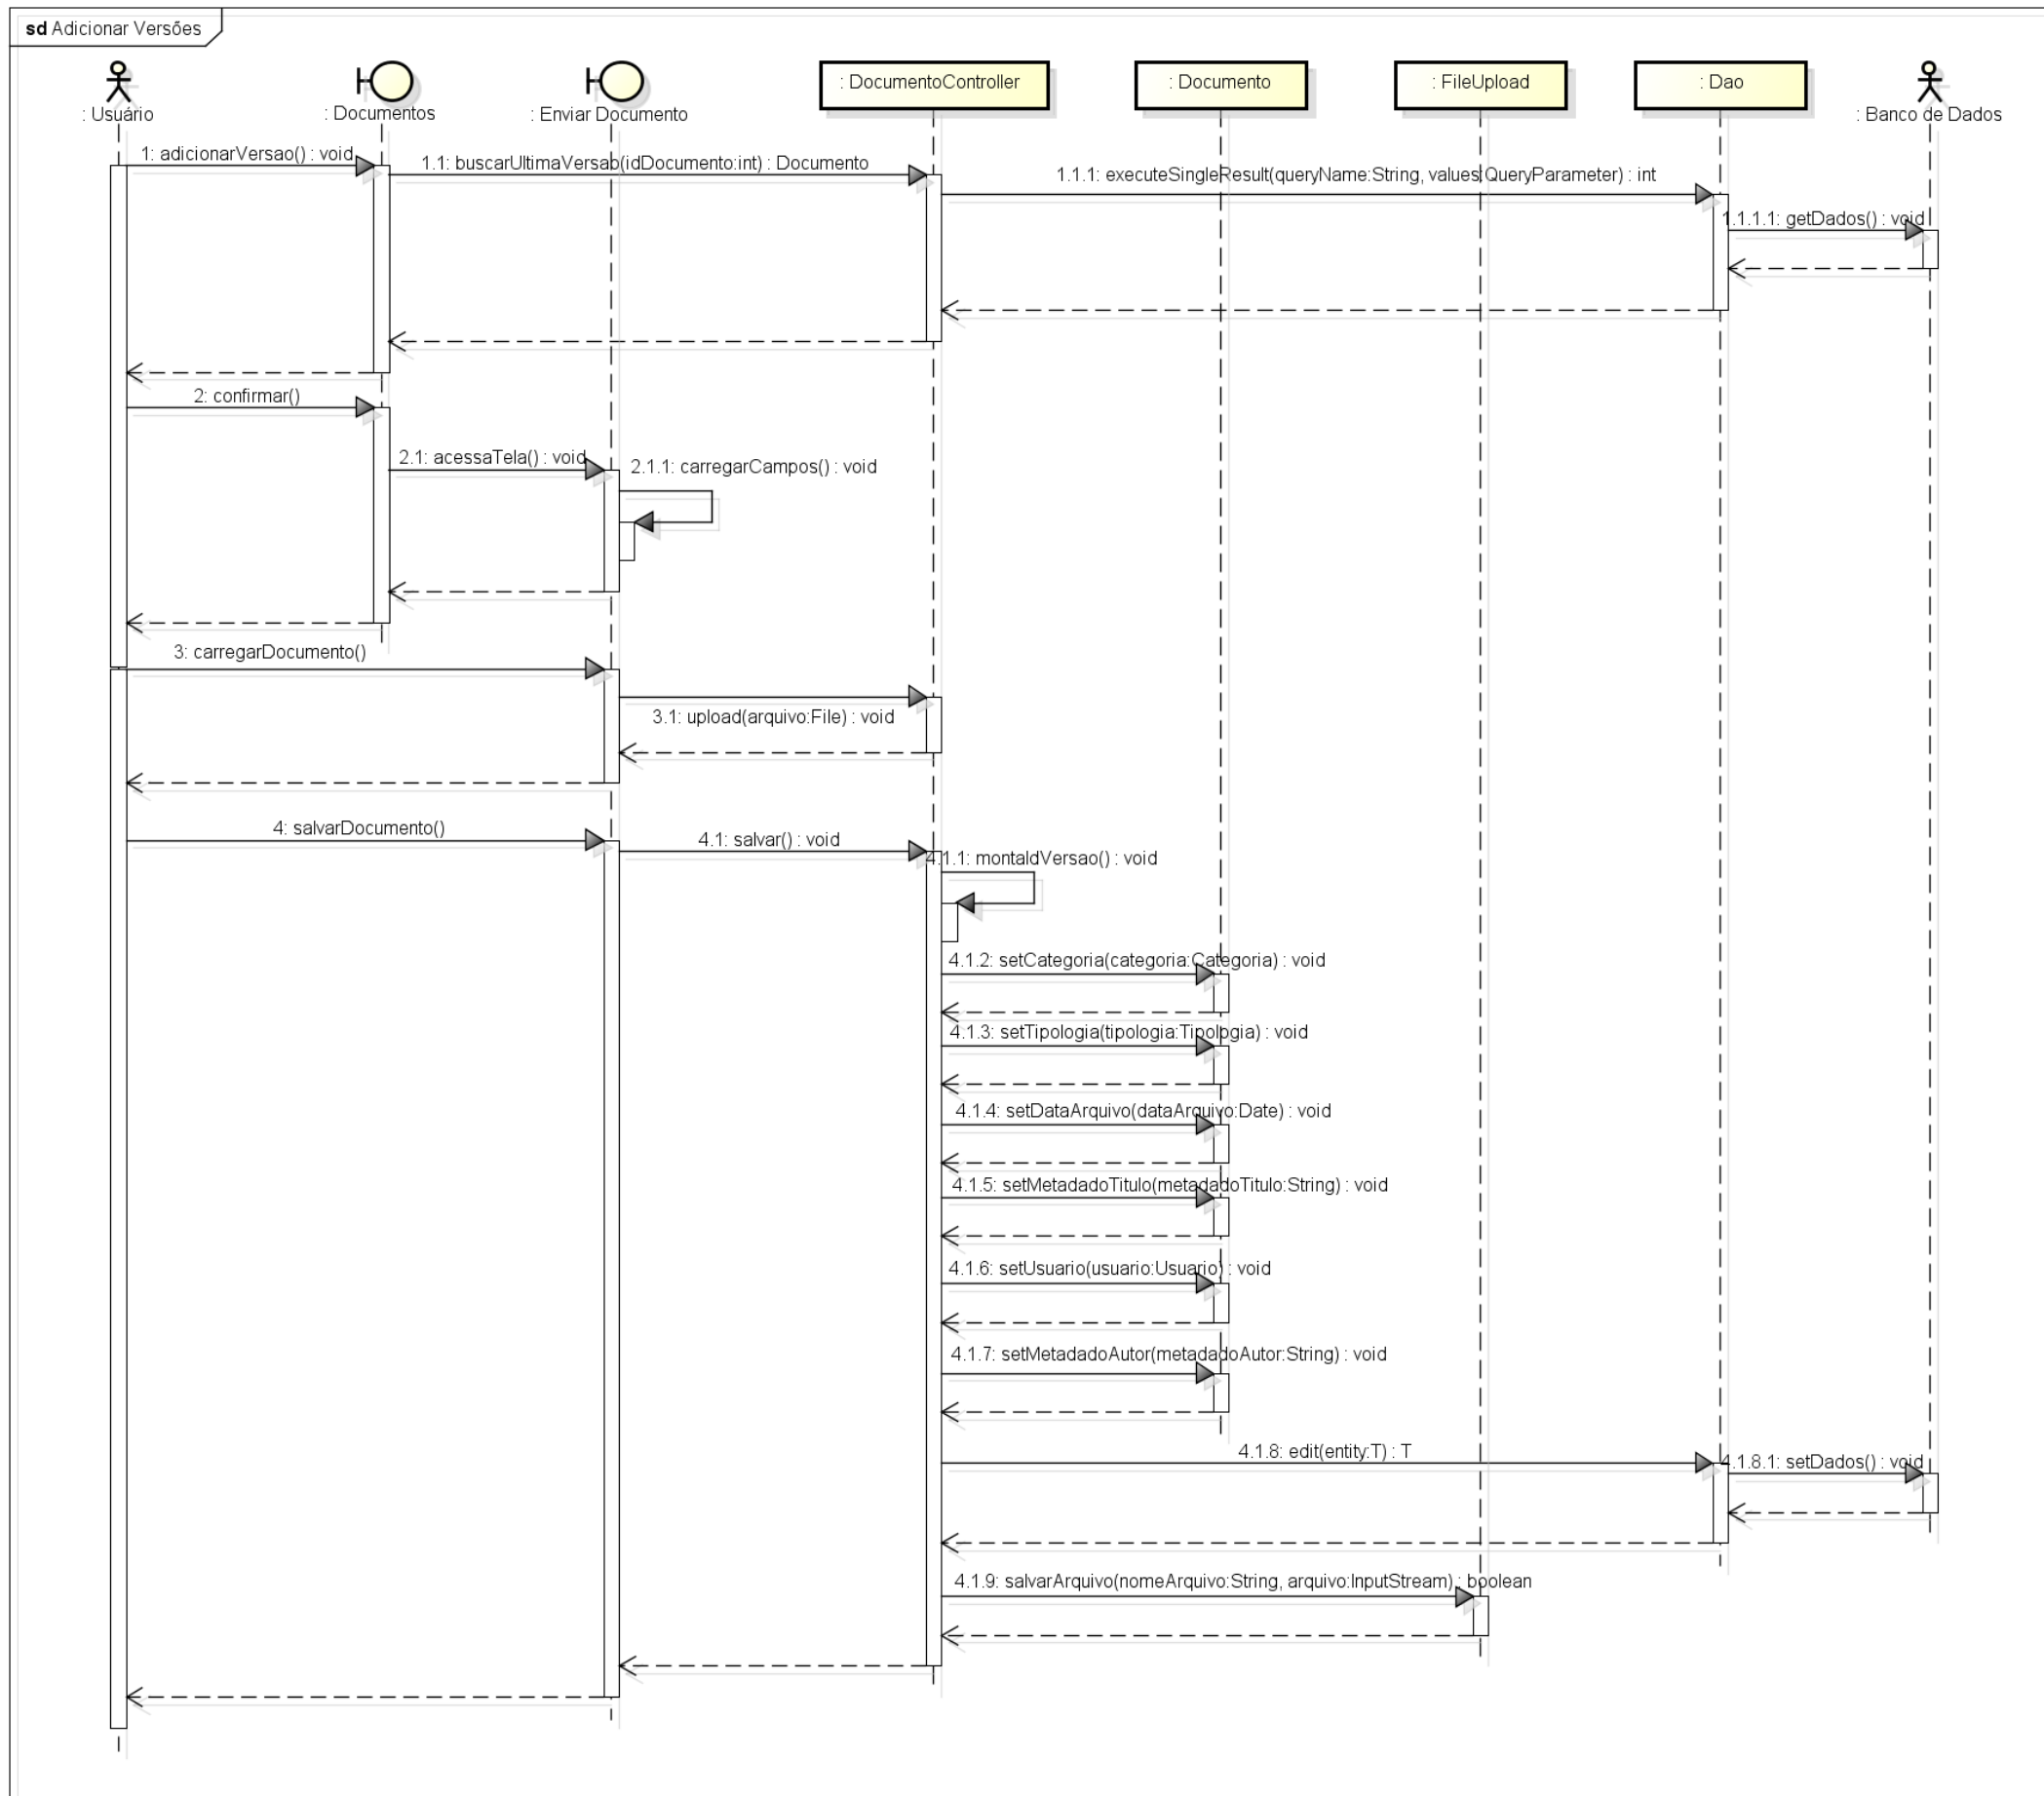 sd Adicionar Versões
: Usuário
: Documentos
: Enviar Documento
: DocumentoController
: Documento
: FileUpload
: Dao
: Banco de Dados
1: adicionarVersao() : void
1.1: buscarUltimaVersao(idDocumento:int) : Documento
1.1.1: executeSingleResult(queryName:String, values:QueryParameter) : int
1.1.1.1: getDados() : void
2: confirmar()
2.1: acessaTela() : void
2.1.1: carregarCampos() : void
3: carregarDocumento()
3.1: upload(arquivo:File) : void
4: salvarDocumento()
4.1: salvar() : void
4.1.1: montaIdVersao() : void
4.1.2: setCategoria(categoria:Categoria) : void
4.1.3: setTipologia(tipologia:Tipologia) : void
4.1.4: setDataArquivo(dataArquivo:Date) : void
4.1.5: setMetadadoTitulo(metadadoTitulo:String) : void
4.1.6: setUsuario(usuario:Usuario) : void
4.1.7: setMetadadoAutor(metadadoAutor:String) : void
4.1.8: edit(entity:T) : T
4.1.8.1: setDados() : void
4.1.9: salvarArquivo(nomeArquivo:String, arquivo:InputStream) : boolean